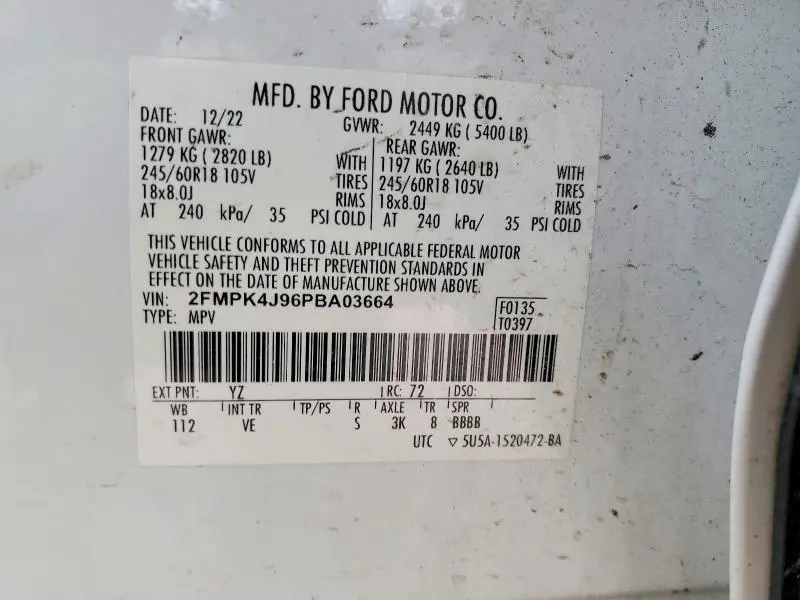 MFD. BY FORD MOTOR CO.
DATE: 12/22 GVWR: 2449 KG ( 5400 LB)
FRONT GAWR: REAR GAWR:
1279 KG ( 2820 LB) WITH 1197 KG ( 2640 LB) WITH
245/60R18 105V TIRES 245/60R18 105V TIRES
18x8.0J RIMS 18x8.0J RIMS
AT 240 kPa/ 35 PSI COLD AT 240 kPa/ 35 PSI COLD
THIS VEHICLE CONFORMS TO ALL APPLICABLE FEDERAL MOTOR
VEHICLE SAFETY AND THEFT PREVENTION STANDARDS IN
EFFECT ON THE DATE OF MANUFACTURE SHOWN ABOVE.
VIN: 2FMPK4J96PBA03664 F0135
TYPE: MPV T0397
EXT PNT: YZ RC: 72 DSO:
WB INT TR TP/PS R AXLE TR SPR
112 VE S 3K 8 BBBB
UTC ▽ 5U5A-1520472-BA